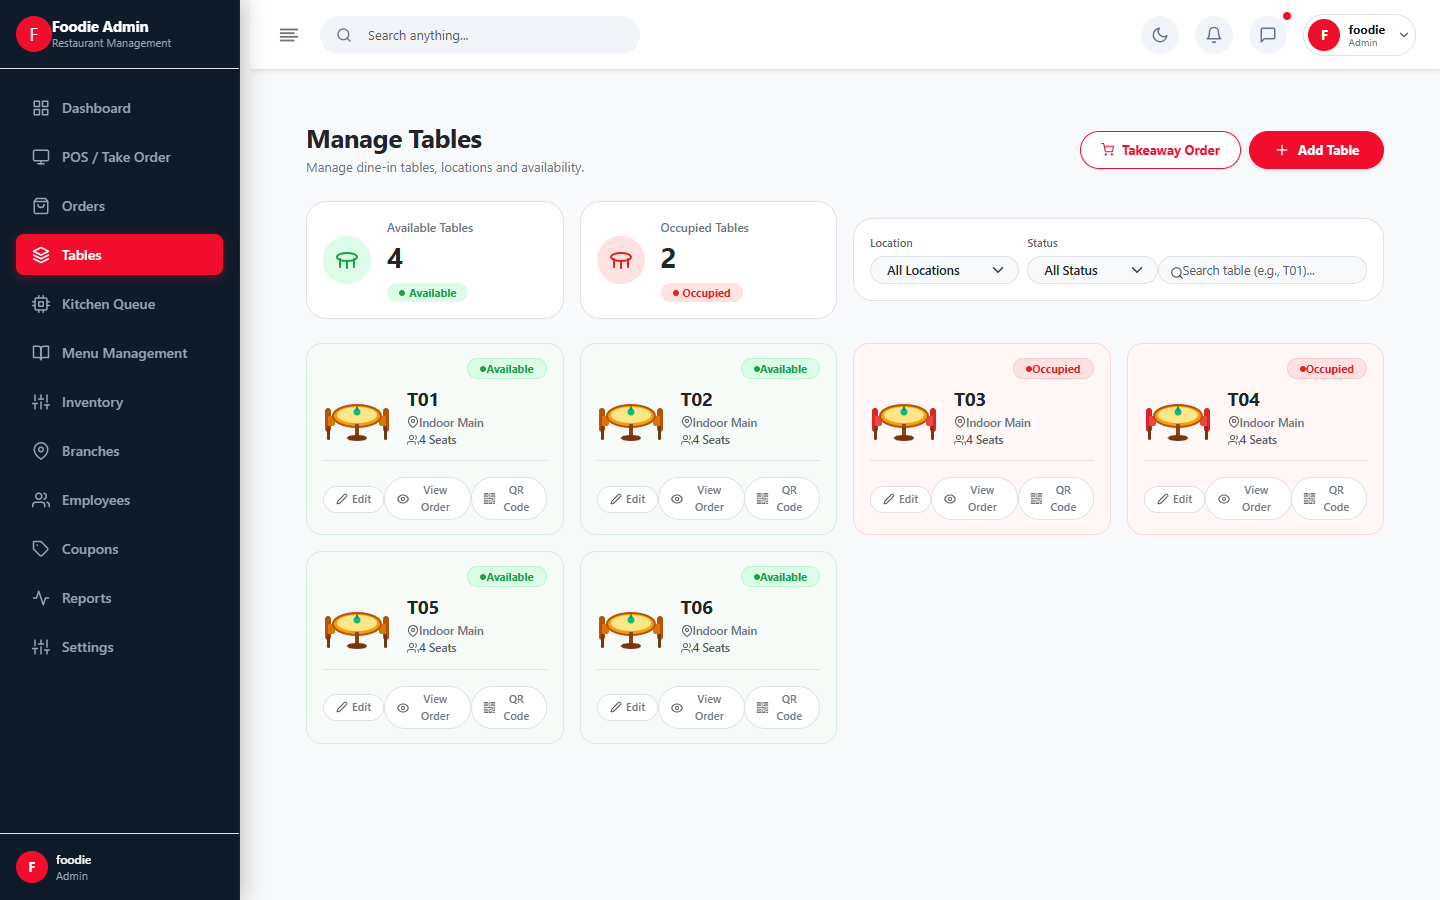 F
Foodie Admin
Restaurant Management
Dashboard
POS / Take Order
Orders
Tables
Kitchen Queue
Menu Management
Inventory
Branches
Employees
Coupons
Reports
Settings
F
foodie
Admin
Search anything...
F
foodie
Admin
Manage Tables
Manage dine-in tables, locations and availability.
Takeaway Order
Add Table
Available Tables
4
Available
Occupied Tables
2
Occupied
Location
All Locations
Status
All Status
Search table (e.g., T01)...
Available
T01
Indoor Main
4 Seats
Edit
View
Order
QR
Code
Available
T02
Indoor Main
4 Seats
Edit
View
Order
QR
Code
Occupied
T03
Indoor Main
4 Seats
Edit
View
Order
QR
Code
Occupied
T04
Indoor Main
4 Seats
Edit
View
Order
QR
Code
Available
T05
Indoor Main
4 Seats
Edit
View
Order
QR
Code
Available
T06
Indoor Main
4 Seats
Edit
View
Order
QR
Code